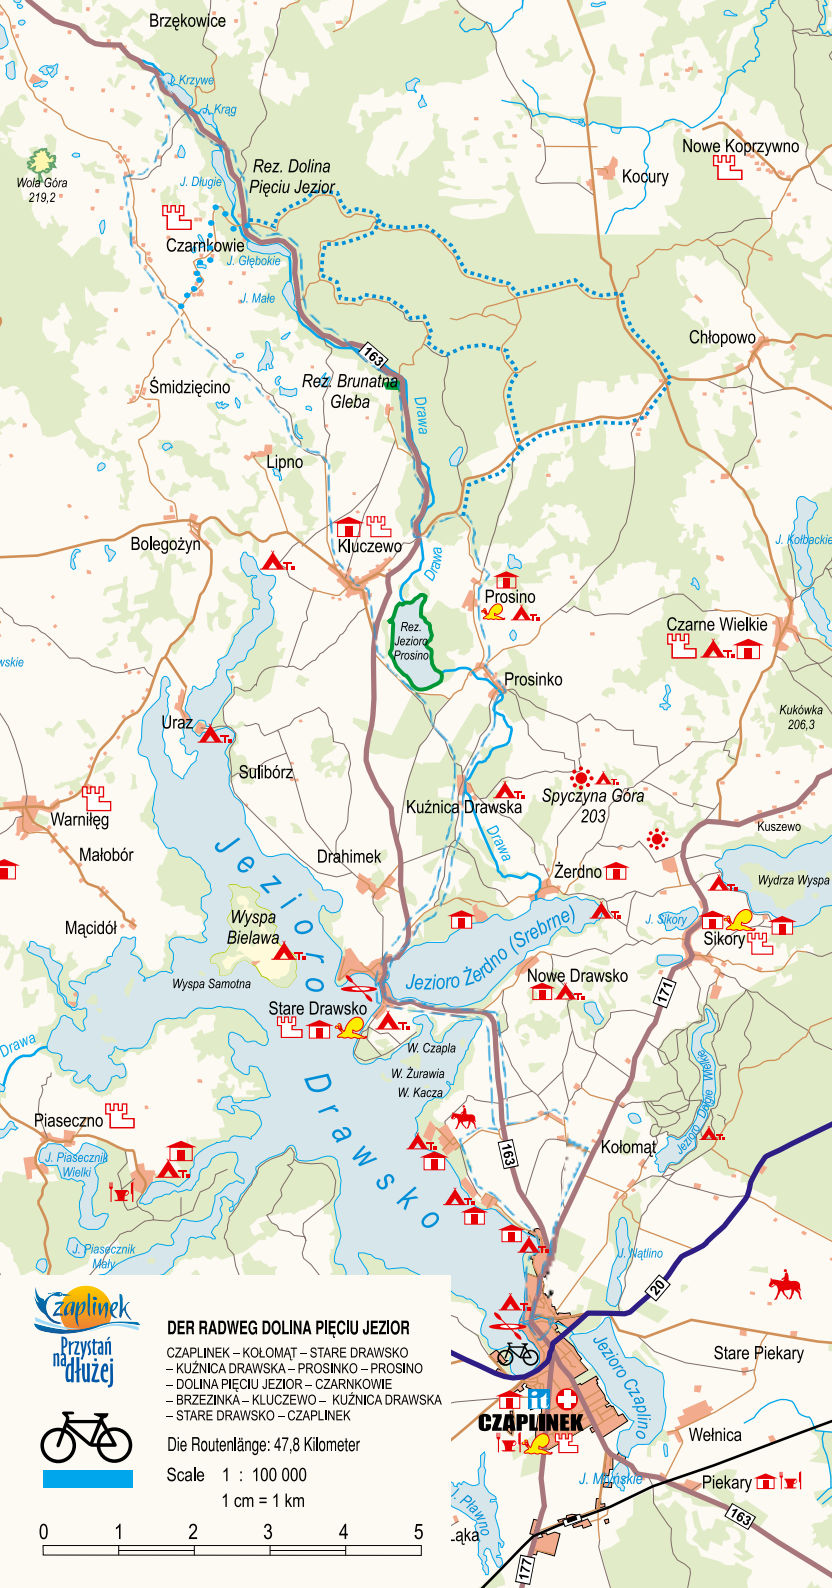 Brzękowice
J. Krzywe
J. Krąg
Nowe Koprzywno
Rez. Dolina
Pięciu Jezior
Kocury
Wola Góra
219,2
J. Długie
Czarnkowie
J. Głębokie
J. Małe
Chłopowo
163
Rez. Brunatna
Gleba
Śmidzięcino
Drawa
Lipno
Bolegożyn
Kluczewo
J. Kołbackie
Drawa
Prosino
Czarne Wielkie
Rez.
Jezioro
Prosino
wskie
Prosinko
Kukówka
206,3
Uraz
Sulibórz
Kuźnica Drawska
Spyczyna Góra
203
Warniłęg
Kuszewo
Małobór
Drahimek
Drawa
Żerdno
Wydrza Wyspa
Jezioro
Wyspa
Bielawa
Mącidół
J. Sikory
Sikory
Jezioro Żerdno (Srebrne)
Wyspa Samotna
Nowe Drawsko
171
Stare Drawsko
Drawa
W. Czapla
W. Żurawia
W. Kacza
Drawsko
Jezioro Dołgie Wielkie
Piaseczno
163
Kołomąt
J. Piasecznik
Wielki
J. Piasecznik
Mały
J. Nątlino
20
Czaplinek
Przystań
na dłużej
DER RADWEG DOLINA PIĘCIU JEZIOR
CZAPLINEK – KOŁOMĄT – STARE DRAWSKO
– KUŹNICA DRAWSKA – PROSINKO – PROSINO
– DOLINA PIĘCIU JEZIOR – CZARNKOWIE
– BRZEZINKA – KLUCZEWO – KUŹNICA DRAWSKA
– STARE DRAWSKO – CZAPLINEK
Die Routenlänge: 47,8 Kilometer
Scale 1 : 100 000
1 cm = 1 km
0 1 2 3 4 5
Jezioro Czaplino
Stare Piekary
CZAPLINEK
Wełnica
J. Młyńskie
Piekary
J. Pławno
163
ąka
177